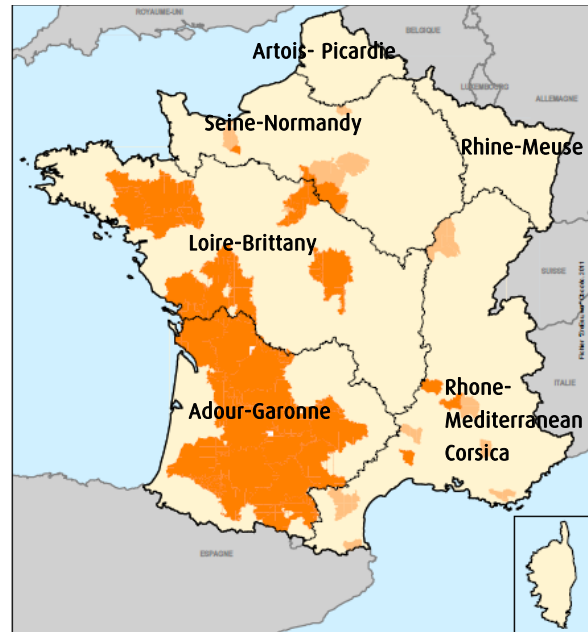 ROYAUME-UNI
BELGIQUE
Artois- Picardie
LUXEMBOURG
ALLEMAGNE
Seine-Normandy
Rhine-Meuse
Loire-Brittany
SUISSE
ITALIE
Adour-Garonne
Rhone-
Mediterranean
Corsica
ESPAGNE